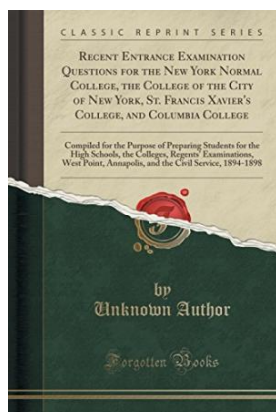 CLASSIC REPRINT SERIES
RECENT ENTRANCE EXAMINATION
QUESTIONS FOR THE NEW YORK NORMAL
COLLEGE, THE COLLEGE OF THE CITY
OF NEW YORK, ST. FRANCIS XAVIER'S
COLLEGE, AND COLUMBIA COLLEGE
Compiled for the Purpose of Preparing Students for the
High Schools, the Colleges, Regents' Examinations,
West Point, Annapolis, and the Civil Service, 1894-1898
by
Unknown Author
Forgotten Books